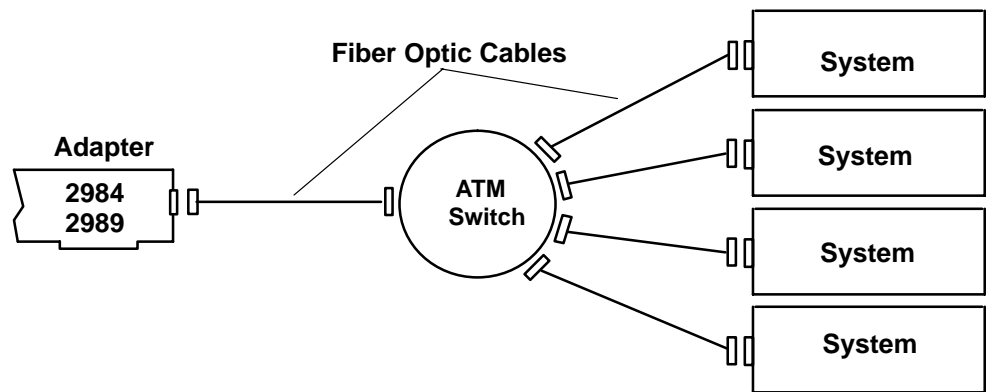 Fiber Optic Cables
System
Adapter
2984
2989
ATM
Switch
System
System
System